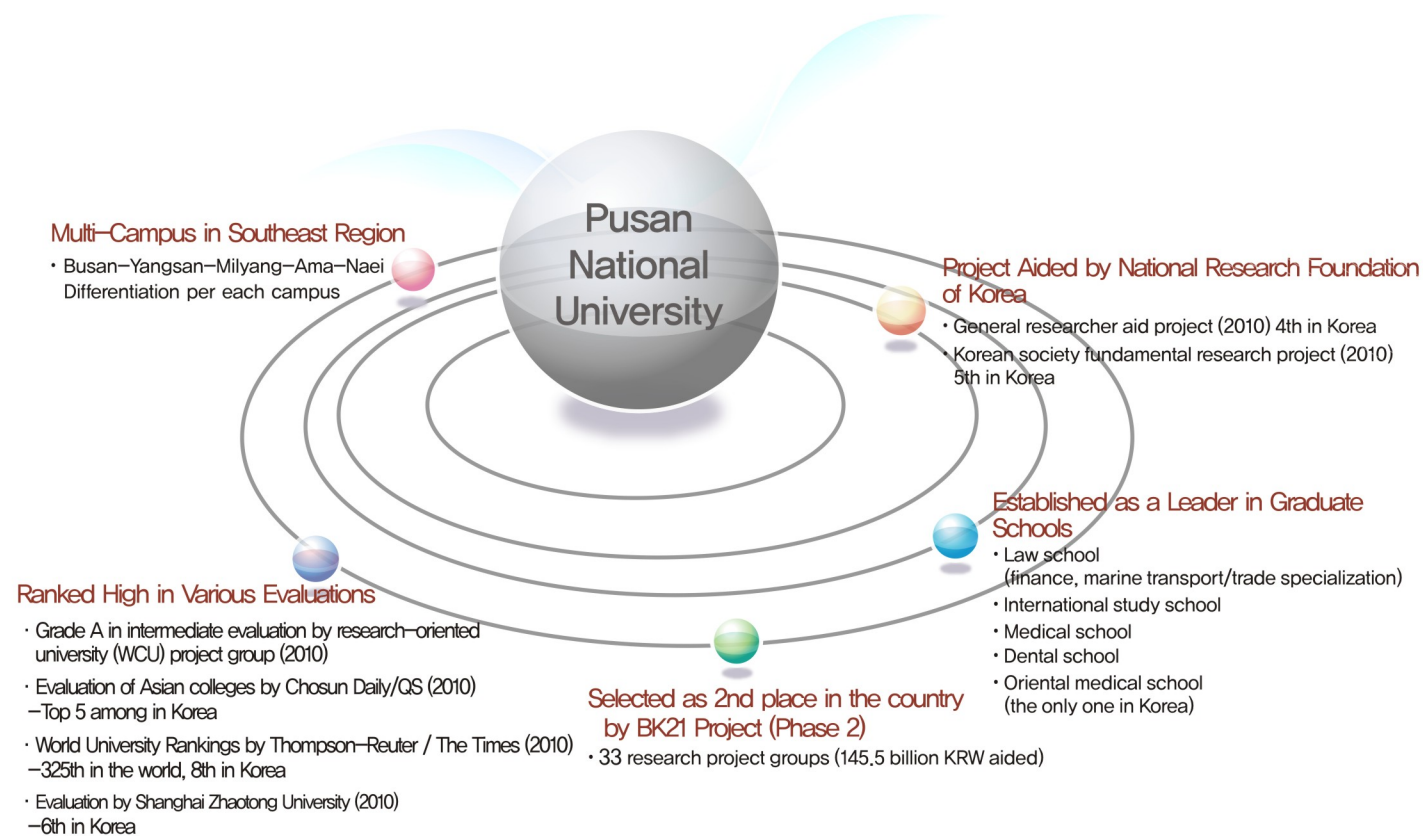 Pusan
National
University
Multi-Campus in Southeast Region
· Busan-Yangsan-Milyang-Ama-Naei
Differentiation per each campus
Project Aided by National Research Foundation
of Korea
· General researcher aid project (2010) 4th in Korea
· Korean society fundamental research project (2010)
5th in Korea
Established as a Leader in Graduate
Schools
· Law school
(finance, marine transport/trade specialization)
· International study school
· Medical school
· Dental school
· Oriental medical school
(the only one in Korea)
Selected as 2nd place in the country
by BK21 Project (Phase 2)
· 33 research project groups (145.5 billion KRW aided)
Ranked High in Various Evaluations
· Grade A in intermediate evaluation by research-oriented
university (WCU) project group (2010)
· Evaluation of Asian colleges by Chosun Daily/QS (2010)
-Top 5 among in Korea
· World University Rankings by Thompson-Reuter / The Times (2010)
-325th in the world, 8th in Korea
· Evaluation by Shanghai Zhaotong University (2010)
-6th in Korea